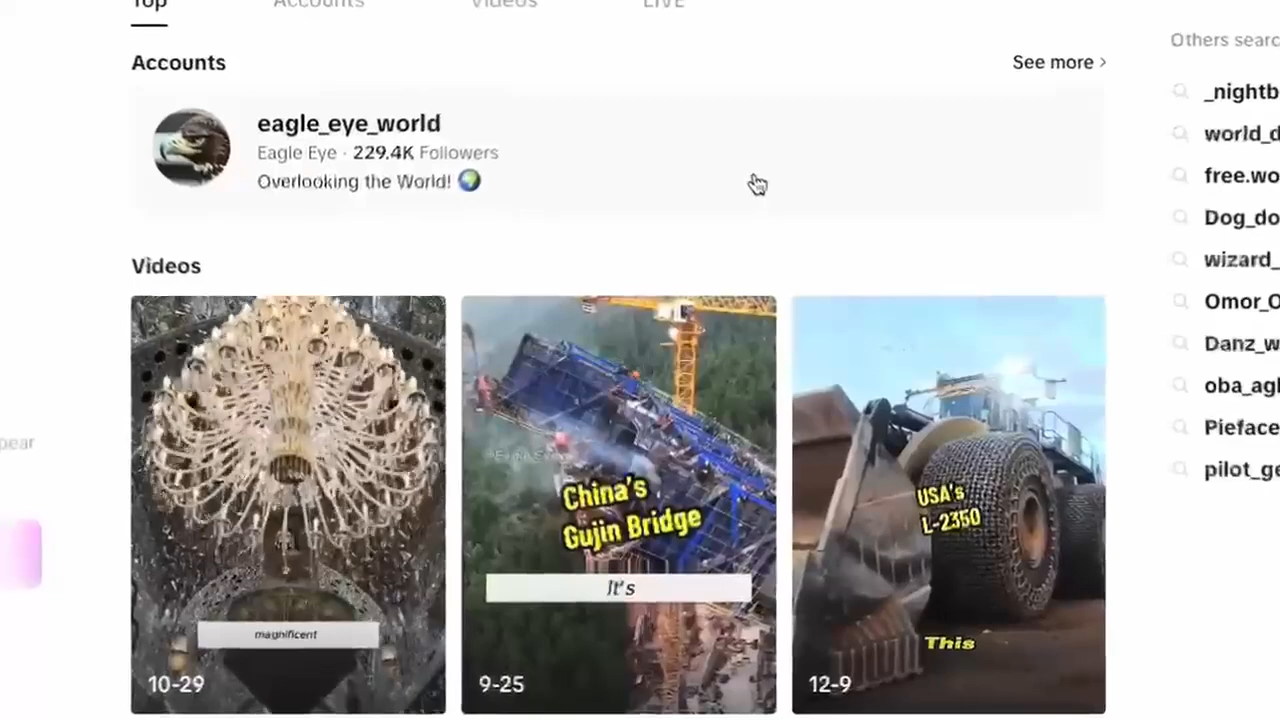 Top Accounts Videos LIVE
Accounts
See more >
eagle_eye_world
Eagle Eye · 229.4K Followers
Overlooking the World! 🌍
Videos
magnificent
10-29
China's
Gujin Bridge
It's
9-25
USA's
L-2350
This
12-9
Others searc
_nightb
world_d
free.wo
Dog_do
wizard_
Omor_O
Danz_w
oba_agl
Pieface
pilot_ge
pear